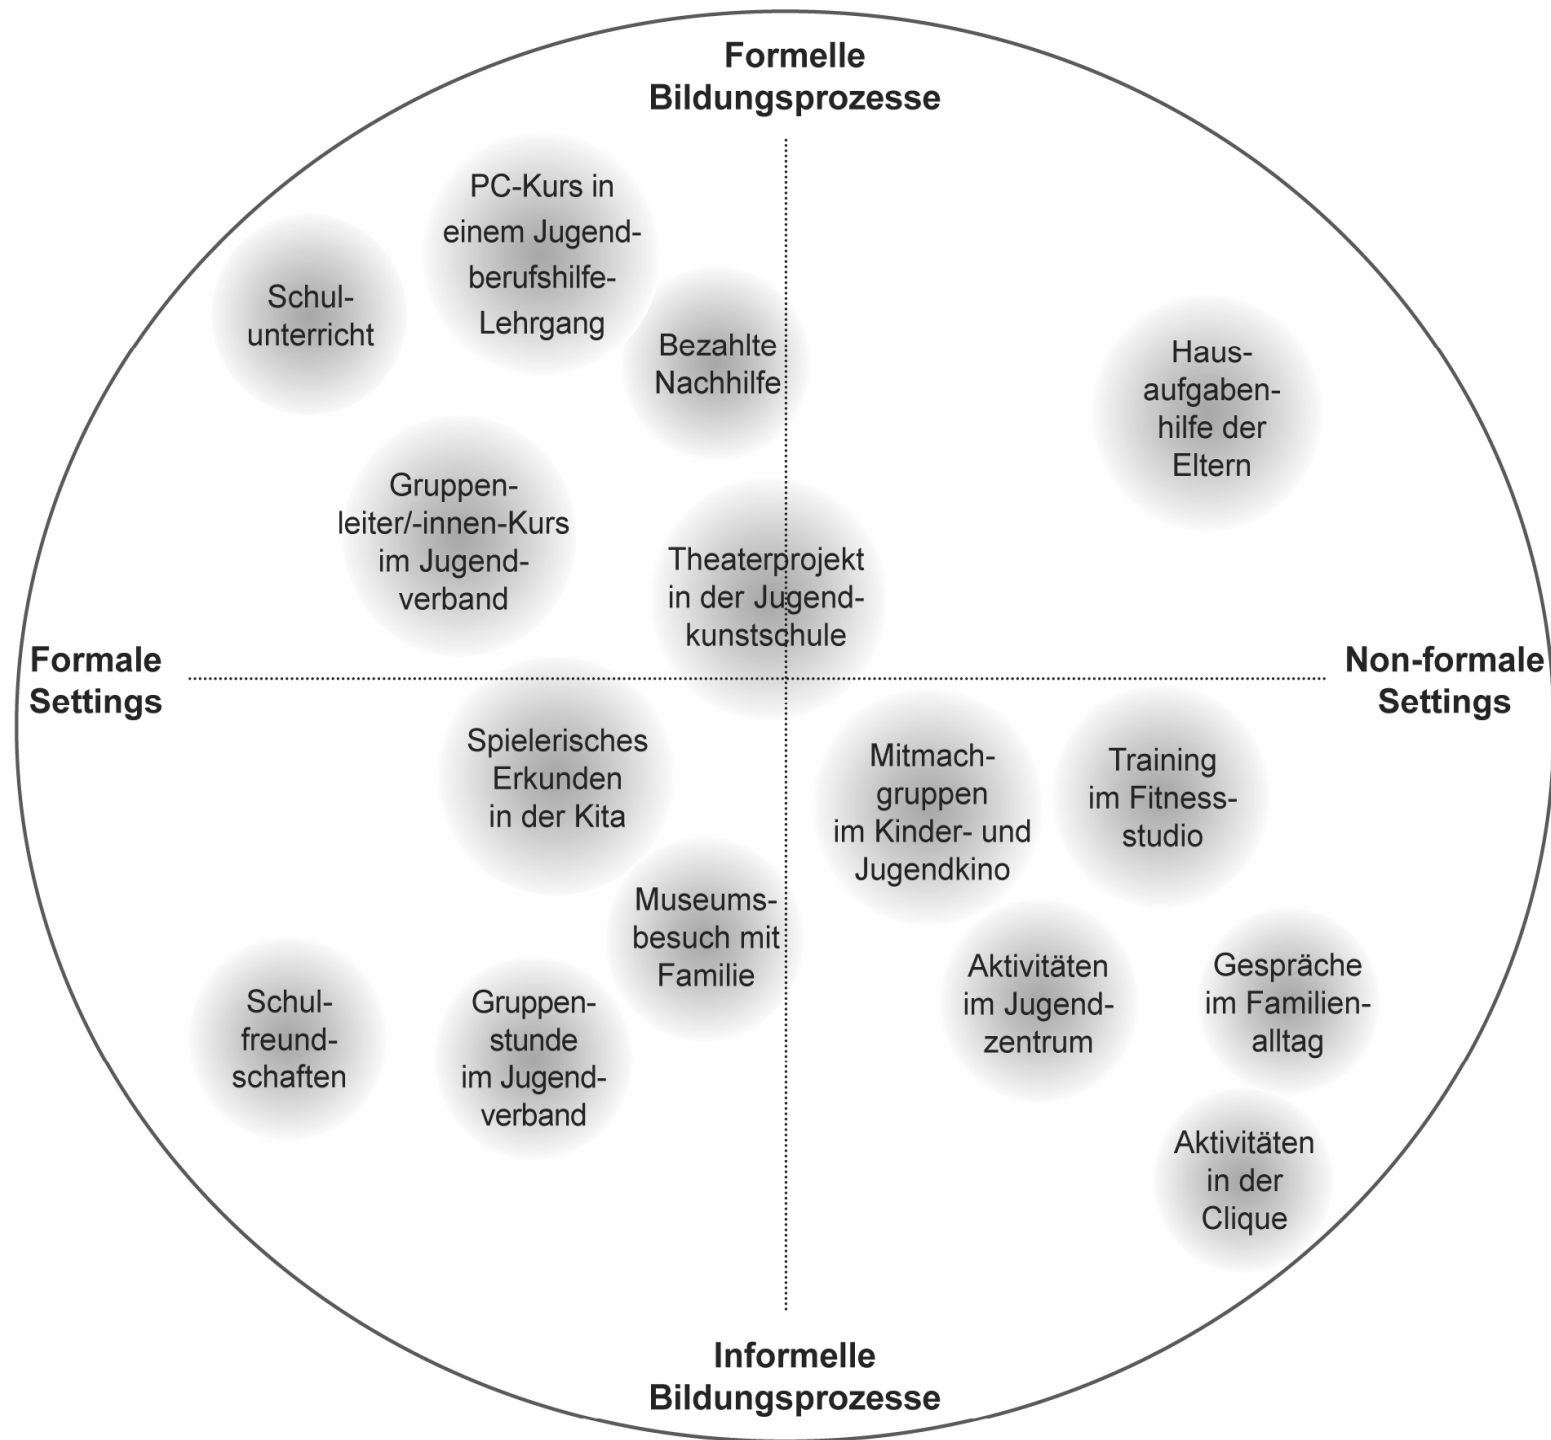 Formelle
Bildungsprozesse
PC-Kurs in
einem Jugend-
berufshilfe-
Lehrgang
Schul-
unterricht
Bezahlte
Nachhilfe
Haus-
aufgaben-
hilfe der
Eltern
Gruppen-
leiter/-innen-Kurs
im Jugend-
verband
Theaterprojekt
in der Jugend-
kunstschule
Formale
Settings
Non-formale
Settings
Spielerisches
Erkunden
in der Kita
Mitmach-
gruppen
im Kinder- und
Jugendkino
Training
im Fitness-
studio
Museums-
besuch mit
Familie
Schul-
freund-
schaften
Gruppen-
stunde
im Jugend-
verband
Aktivitäten
im Jugend-
zentrum
Gespräche
im Familien-
alltag
Aktivitäten
in der
Clique
Informelle
Bildungsprozesse